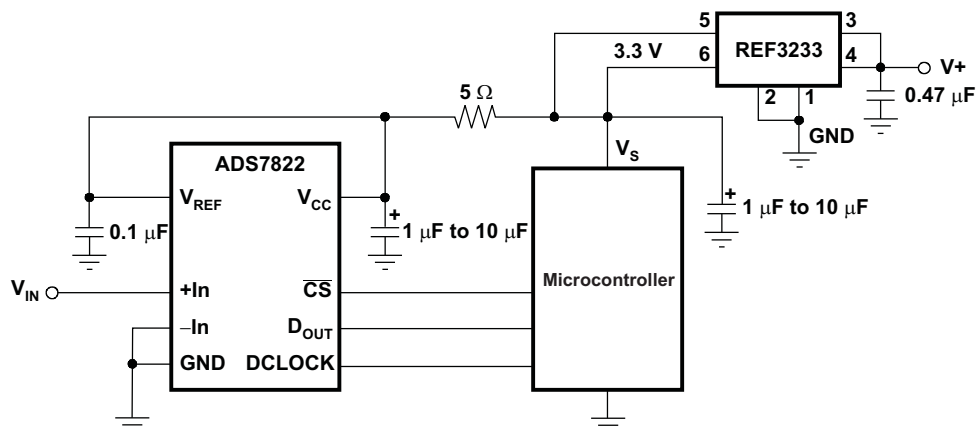 5
3
REF3233
3.3 V
6
4
V+
2
1
0.47 μF
5 Ω
GND
ADS7822
V_S
V_REF
V_CC
+
+
0.1 μF
1 μF to 10 μF
1 μF to 10 μF
Microcontroller
V_IN
+In
C̅S̅
–In
D_OUT
GND
DCLOCK